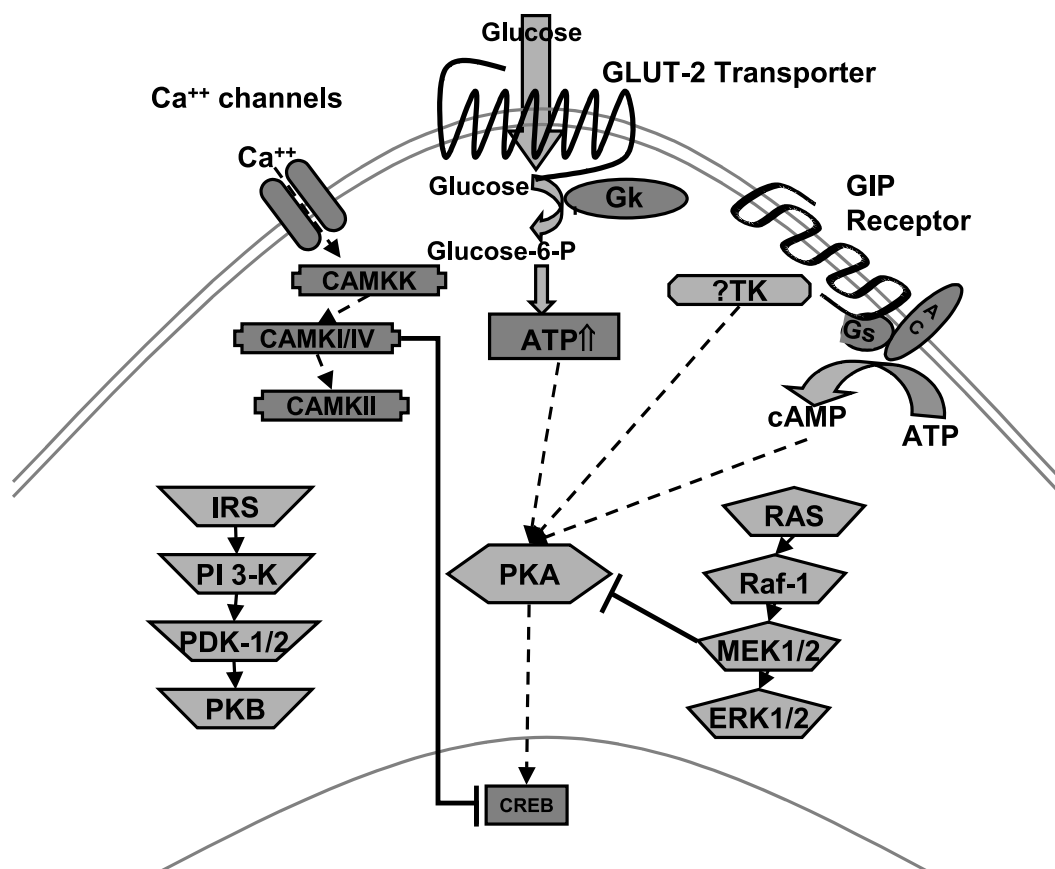 Glucose
GLUT-2 Transporter
Ca⁺⁺ channels
Ca⁺⁺
Glucose
Gk
GIP
Receptor
Glucose-6-P
CAMKK
?TK
AC
Gs
CAMKI/IV
ATP⇑
CAMKII
cAMP
ATP
IRS
RAS
PI 3-K
PKA
Raf-1
PDK-1/2
MEK1/2
PKB
ERK1/2
CREB